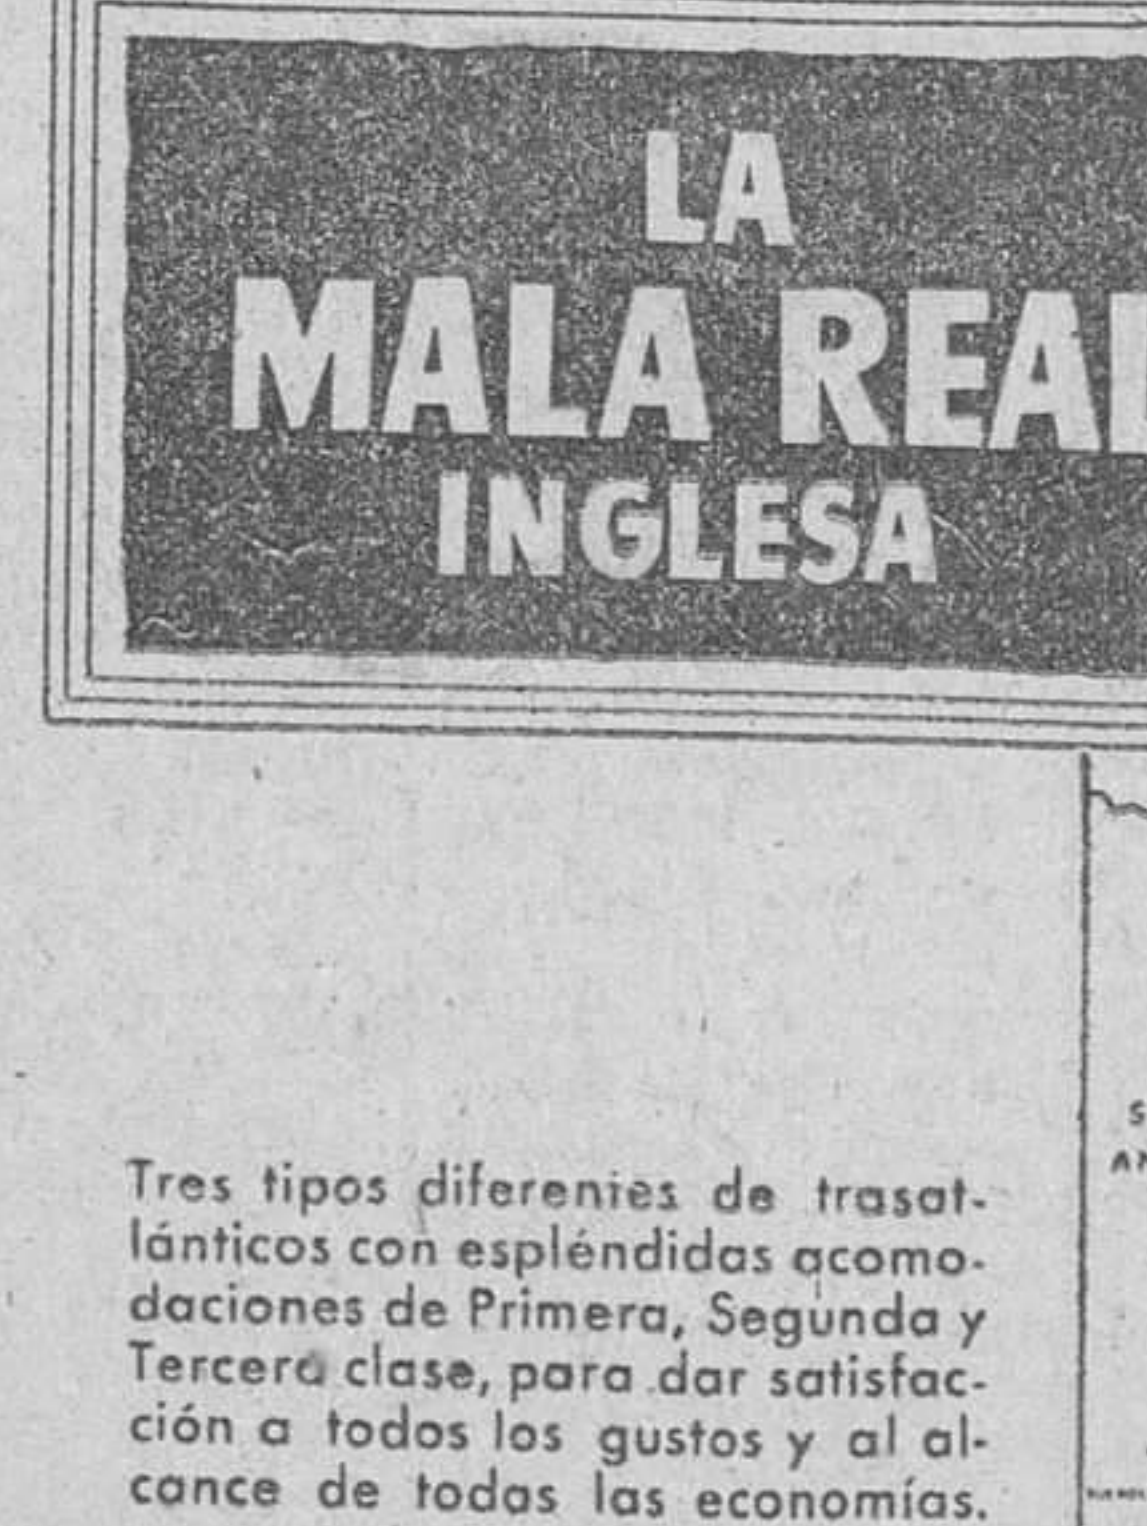 LA
MALA REAL
INGLESA
Tres tipos diferentes de trasat-
lánticos con espléndidas acomo-
daciones de Primera, Segunda y
Tercera clase, para dar satisfac-
ción a todos los gustos y al al-
cance de todas las economías.